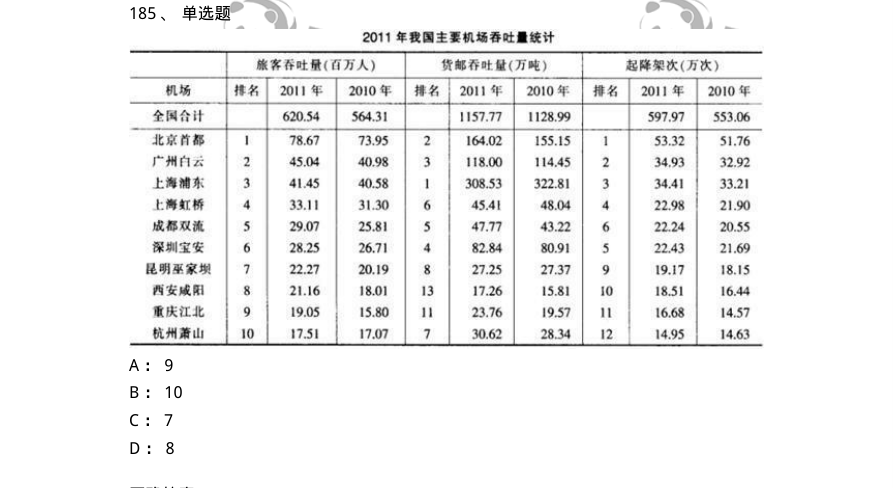 185 、 单选题
2011 年我国主要机场吞吐量统计
旅客吞吐量(百万人) 货邮吞吐量(万吨) 起降架次(万次)
机场 排名 2011 年 2010 年 排名 2011 年 2010 年 排名 2011 年 2010 年
全国合计 620.54 564.31 1157.77 1128.99 597.97 553.06
北京首都 1 78.67 73.95 2 164.02 155.15 1 53.32 51.76
广州白云 2 45.04 40.98 3 118.00 114.45 2 34.93 32.92
上海浦东 3 41.45 40.58 1 308.53 322.81 3 34.41 33.21
上海虹桥 4 33.11 31.30 6 45.41 48.04 4 22.98 21.90
成都双流 5 29.07 25.81 5 47.77 43.22 6 22.24 20.55
深圳宝安 6 28.25 26.71 4 82.84 80.91 5 22.43 21.69
昆明巫家坝 7 22.27 20.19 8 27.25 27.37 9 19.17 18.15
西安咸阳 8 21.16 18.01 13 17.26 15.81 10 18.51 16.44
重庆江北 9 19.05 15.80 11 23.76 19.57 11 16.68 14.57
杭州萧山 10 17.51 17.07 7 30.62 28.34 12 14.95 14.63
A ： 9
B ： 10
C ： 7
D ： 8